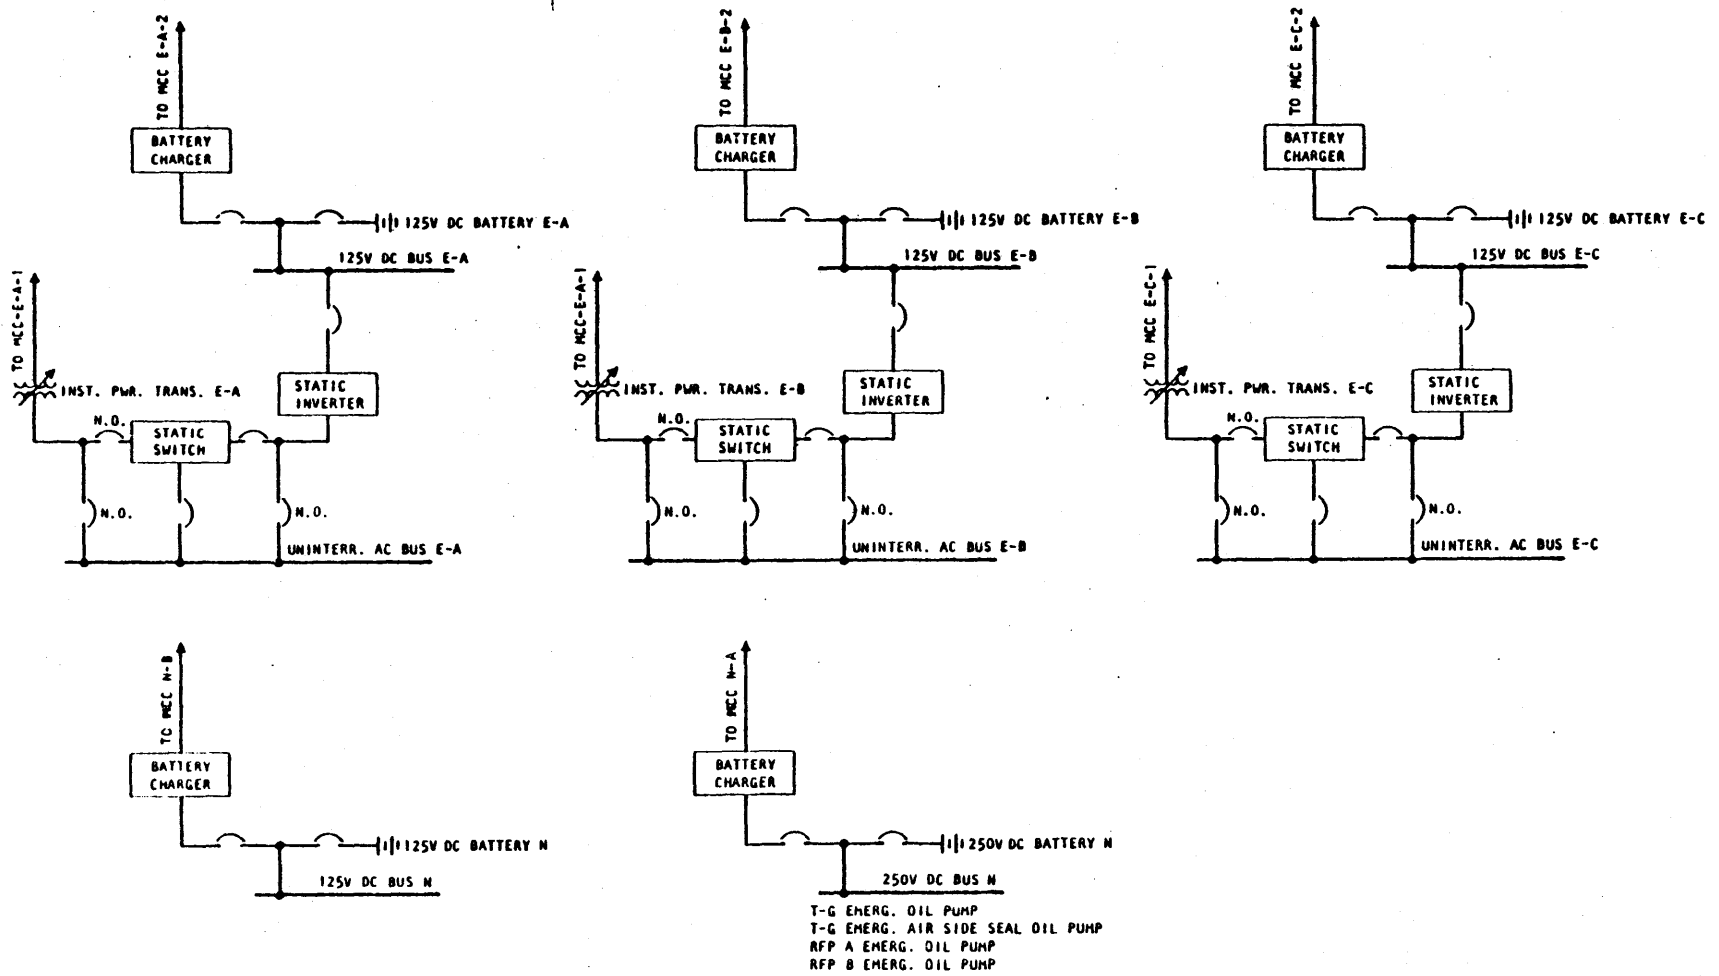 TO MCC E-A-2
BATTERY
CHARGER
125V DC BATTERY E-A
125V DC BUS E-A
TO MCC-E-A-1
INST. PWR. TRANS. E-A
STATIC
INVERTER
N.O.
STATIC
SWITCH
N.O.
N.O.
UNINTERR. AC BUS E-A
TO MCC E-B-2
BATTERY
CHARGER
125V DC BATTERY E-B
125V DC BUS E-B
TO MCC-E-A-1
INST. PWR. TRANS. E-B
STATIC
INVERTER
N.O.
STATIC
SWITCH
N.O.
N.O.
UNINTERR. AC BUS E-B
TO MCC E-C-2
BATTERY
CHARGER
125V DC BATTERY E-C
125V DC BUS E-C
TO MCC E-C-1
INST. PWR. TRANS. E-C
STATIC
INVERTER
N.O.
STATIC
SWITCH
N.O.
N.O.
UNINTERR. AC BUS E-C
TO MCC N-B
BATTERY
CHARGER
125V DC BATTERY N
125V DC BUS N
TO MCC N-A
BATTERY
CHARGER
250V DC BATTERY N
250V DC BUS N
T-G EMERG. OIL PUMP
T-G EMERG. AIR SIDE SEAL OIL PUMP
RFP A EMERG. OIL PUMP
RFP B EMERG. OIL PUMP